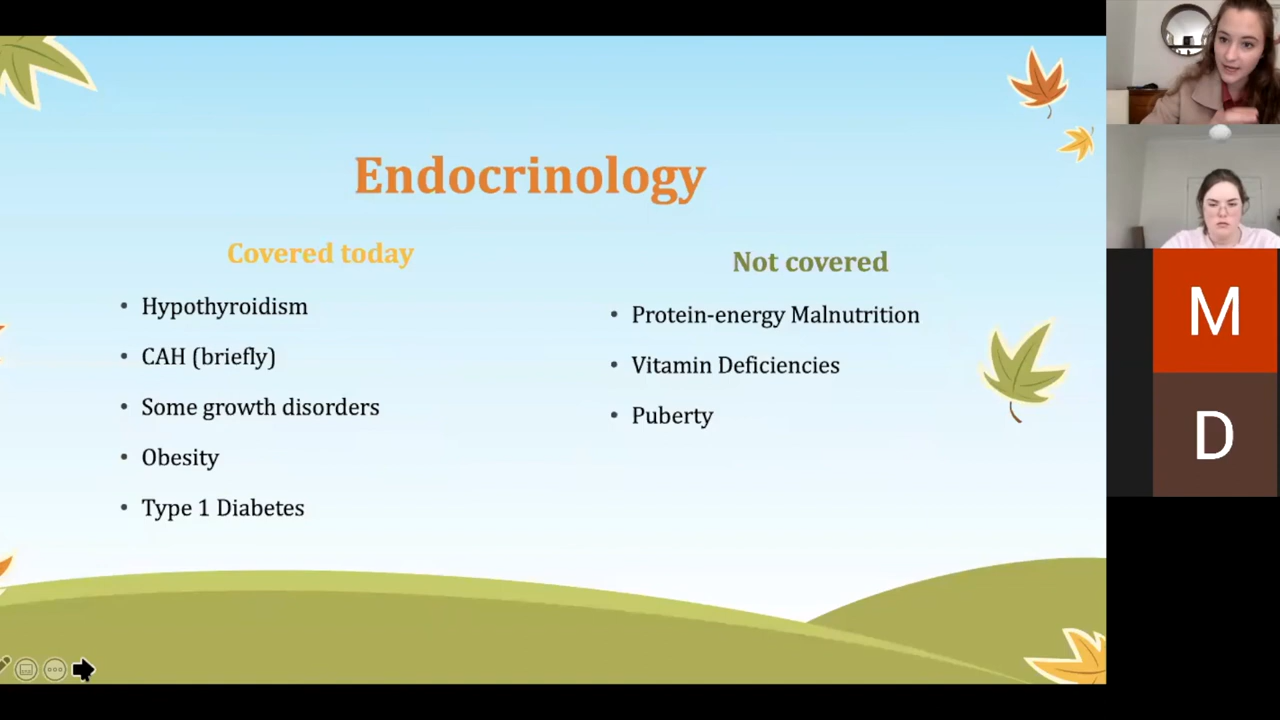 Endocrinology
Covered today
Hypothyroidism
CAH (briefly)
Some growth disorders
Obesity
Type 1 Diabetes
Not covered
Protein-energy Malnutrition
Vitamin Deficiencies
Puberty
M
D